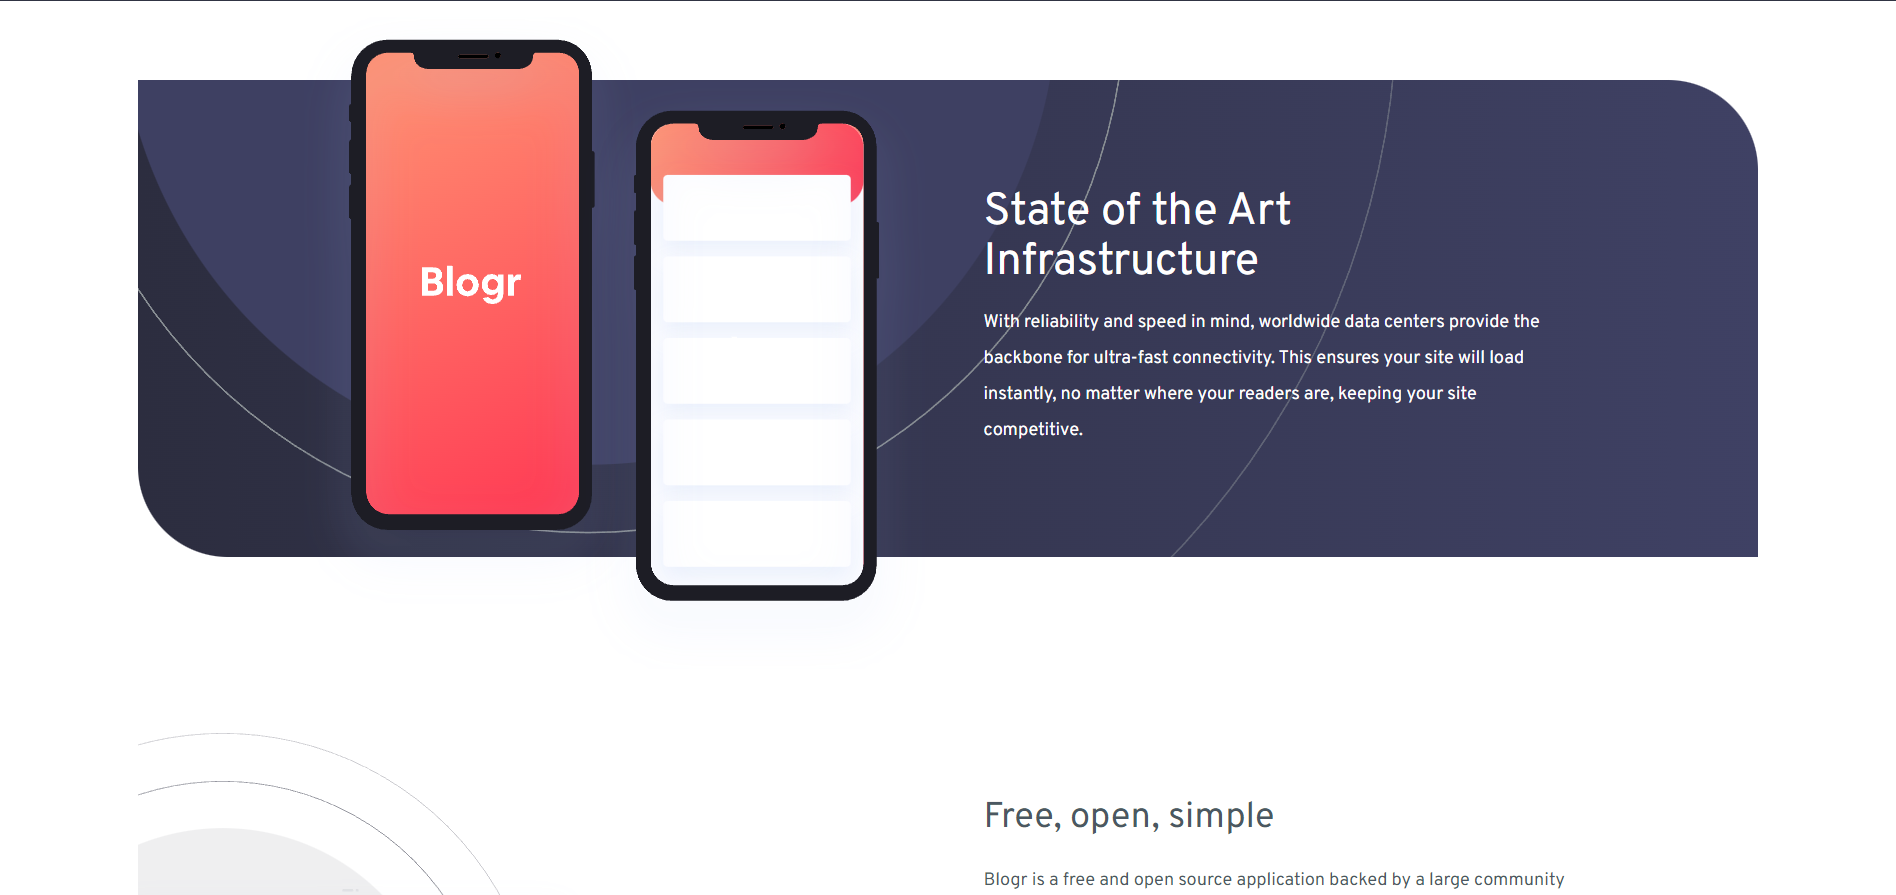 Blogr
State of the Art
Infrastructure
With reliability and speed in mind, worldwide data centers provide the
backbone for ultra-fast connectivity. This ensures your site will load
instantly, no matter where your readers are, keeping your site
competitive.
Free, open, simple
Blogr is a free and open source application backed by a large community